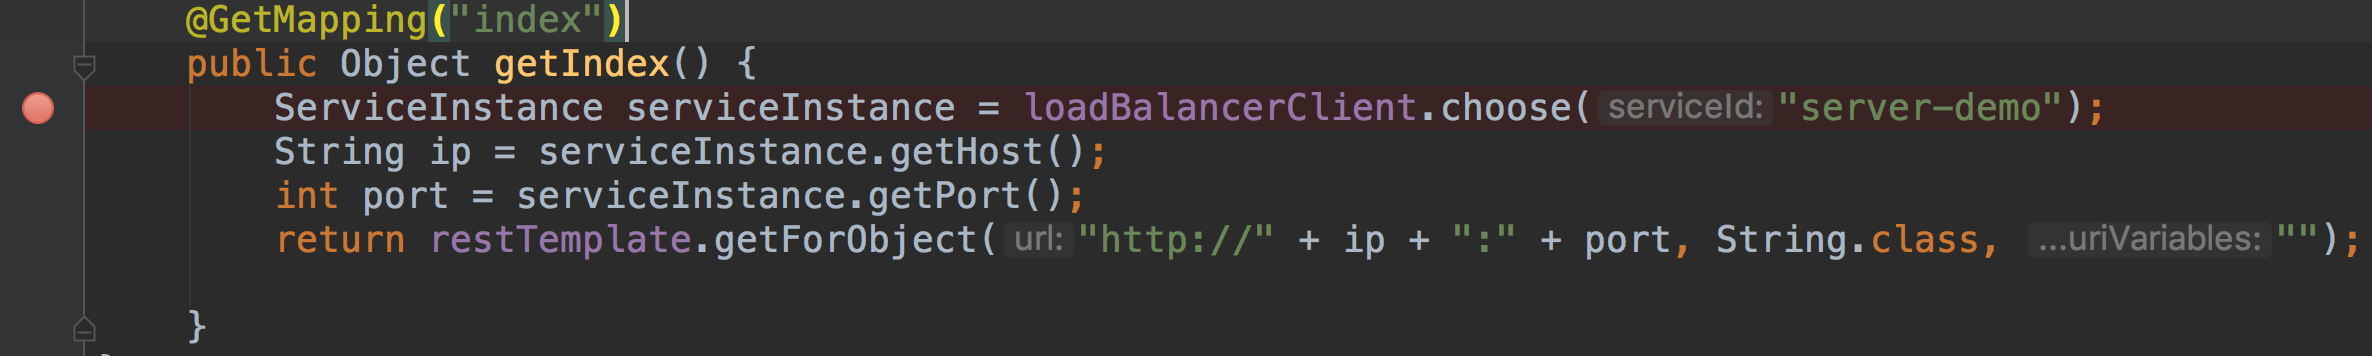 @GetMapping("index")
public Object getIndex() {
ServiceInstance serviceInstance = loadBalancerClient.choose( serviceId: "server-demo");
String ip = serviceInstance.getHost();
int port = serviceInstance.getPort();
return restTemplate.getForObject( url: "http://" + ip + ":" + port, String.class, ...uriVariables: "");
}